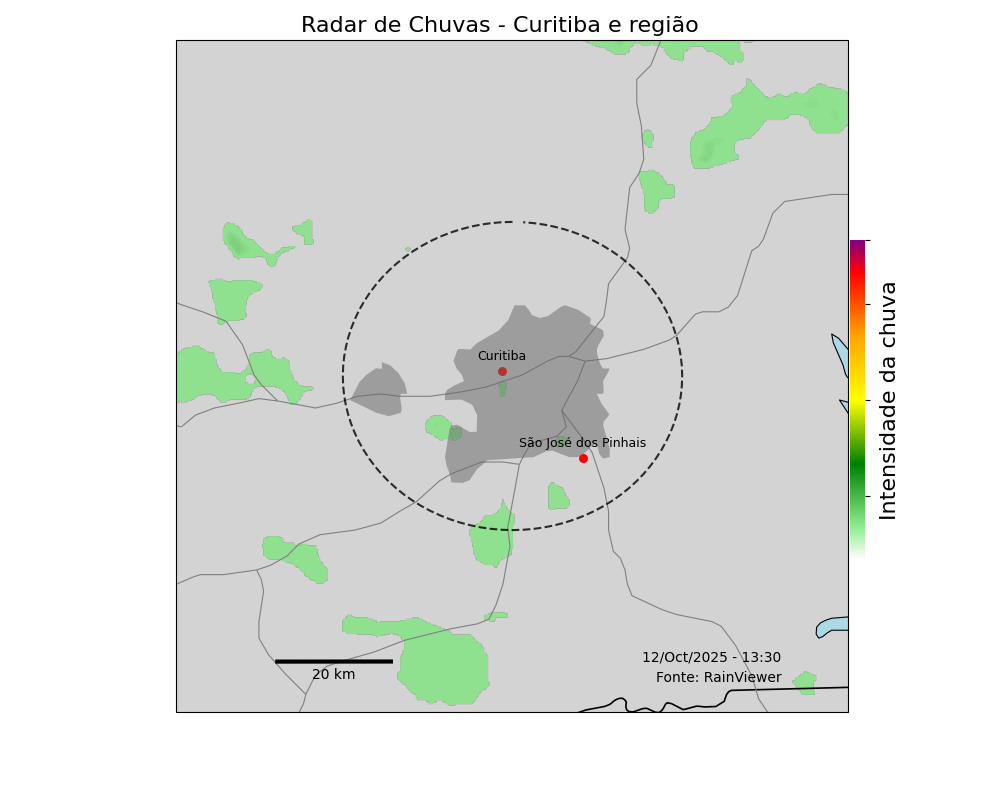 Radar de Chuvas - Curitiba e região
Curitiba
São José dos Pinhais
Intensidade da chuva
12/Oct/2025 - 13:30
Fonte: RainViewer
20 km